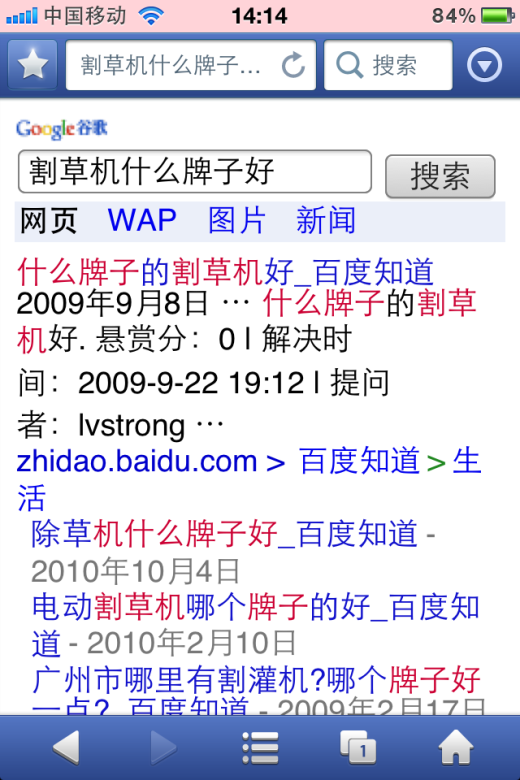 中国移动 14:14 84%
割草机什么牌子... 搜索
Google 谷歌
割草机什么牌子好 搜索
网页 WAP 图片 新闻
什么牌子的割草机好_百度知道
2009年9月8日 ... 什么牌子的割草
机好. 悬赏分：0 | 解决时
间：2009-9-22 19:12 | 提问
者：lvstrong ...
zhidao.baidu.com > 百度知道 > 生
活
除草机什么牌子好_百度知道 -
2010年10月4日
电动割草机哪个牌子的好_百度知
道 - 2010年2月10日
广州市哪里有割灌机?哪个牌子好
一点?_百度知道 - 2009年2月17日
1